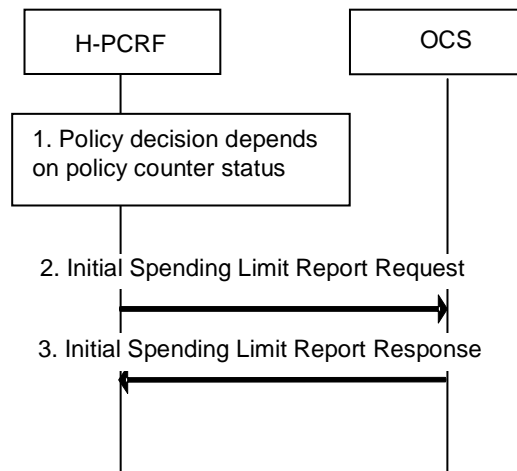 H-PCRF
OCS
1. Policy decision depends
on policy counter status
2. Initial Spending Limit Report Request
3. Initial Spending Limit Report Response